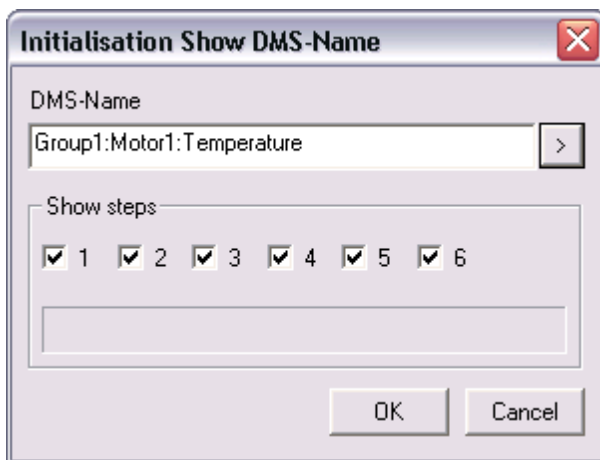 Initialisation Show DMS-Name
DMS-Name
Group1:Motor1:Temperature
>
Show steps
1 2 3 4 5 6
OK Cancel